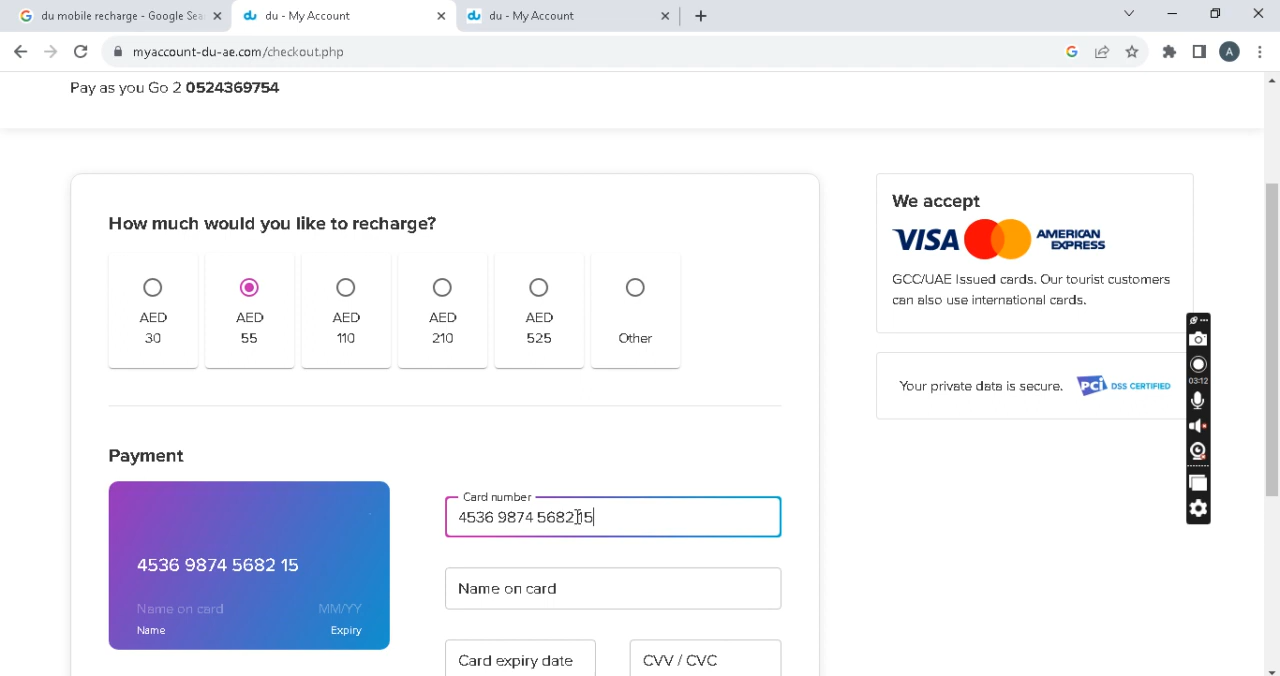 du mobile recharge - Google Sea
du - My Account
du - My Account
myaccount-du-ae.com/checkout.php
A
Pay as you Go 2 0524369754
How much would you like to recharge?
AED 30
AED 55
AED 110
AED 210
AED 525
Other
Payment
4536 9874 5682 15
Name on card
MM/YY
Name
Expiry
Card number
4536 9874 5682 15
Name on card
Card expiry date
CVV / CVC
We accept
VISA
AMERICAN EXPRESS
GCC/UAE Issued cards. Our tourist customers
can also use international cards.
Your private data is secure.
PCI DSS CERTIFIED
03:12